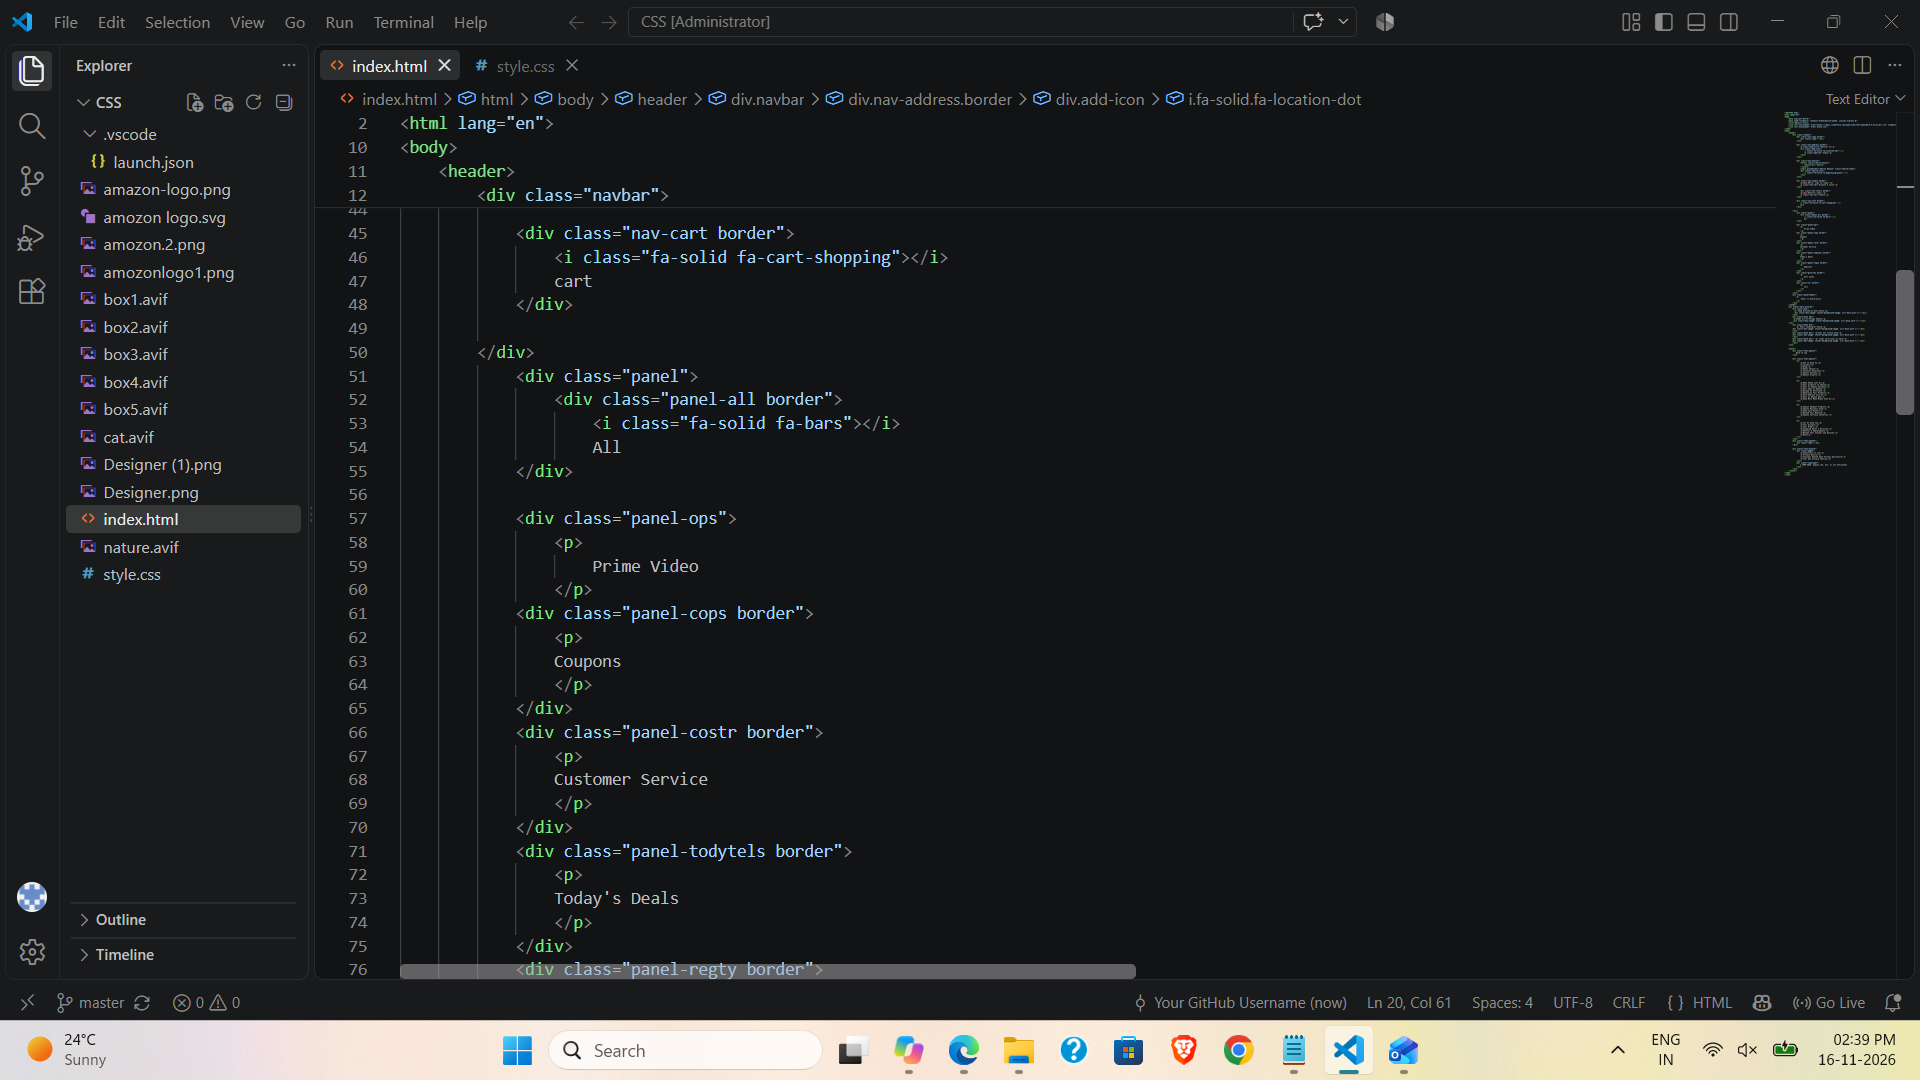 File Edit Selection View Go Run Terminal Help
CSS [Administrator]
Explorer
CSS
.vscode
launch.json
amazon-logo.png
amozon logo.svg
amozon.2.png
amozonlogo1.png
box1.avif
box2.avif
box3.avif
box4.avif
box5.avif
cat.avif
Designer (1).png
Designer.png
index.html
nature.avif
style.css
Outline
Timeline
index.html
style.css
index.html > html > body > header > div.navbar > div.nav-address.border > div.add-icon > i.fa-solid.fa-location-dot
Text Editor
2 <html lang="en">
10 <body>
11 <header>
12 <div class="navbar">
44
45 <div class="nav-cart border">
46 <i class="fa-solid fa-cart-shopping"></i>
47 cart
48 </div>
49
50 </div>
51 <div class="panel">
52 <div class="panel-all border">
53 <i class="fa-solid fa-bars"></i>
54 All
55 </div>
56
57 <div class="panel-ops">
58 <p>
59 Prime Video
60 </p>
61 <div class="panel-cops border">
62 <p>
63 Coupons
64 </p>
65 </div>
66 <div class="panel-costr border">
67 <p>
68 Customer Service
69 </p>
70 </div>
71 <div class="panel-todytels border">
72 <p>
73 Today's Deals
74 </p>
75 </div>
76 <div class="panel-regty border">
master
0 0
Your GitHub Username (now)
Ln 20, Col 61
Spaces: 4
UTF-8
CRLF
{ } HTML
Go Live
24°C
Sunny
Search
ENG
IN
02:39 PM
16-11-2026